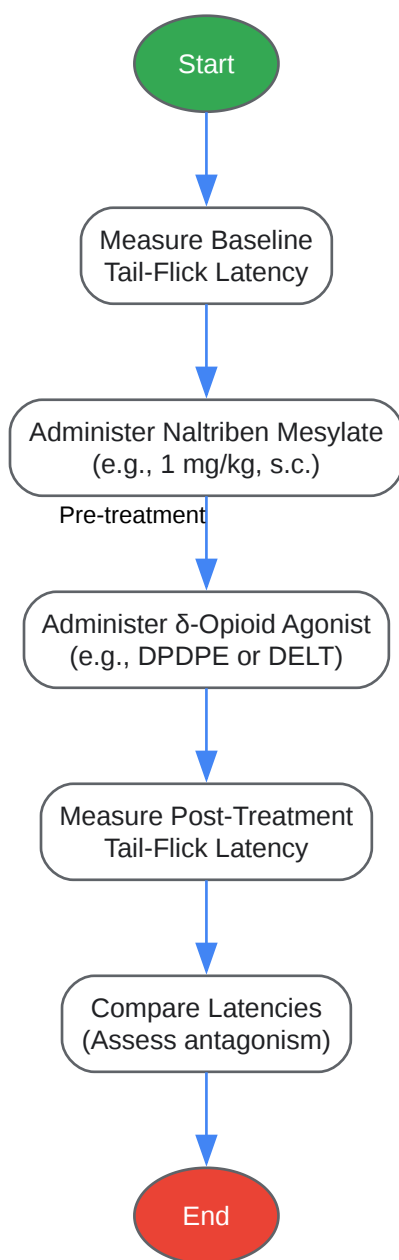 Start
Measure Baseline
Tail-Flick Latency
Administer Naltriben Mesylate
(e.g., 1 mg/kg, s.c.)
Pre-treatment
Administer δ-Opioid Agonist
(e.g., DPDPE or DELT)
Measure Post-Treatment
Tail-Flick Latency
Compare Latencies
(Assess antagonism)
End